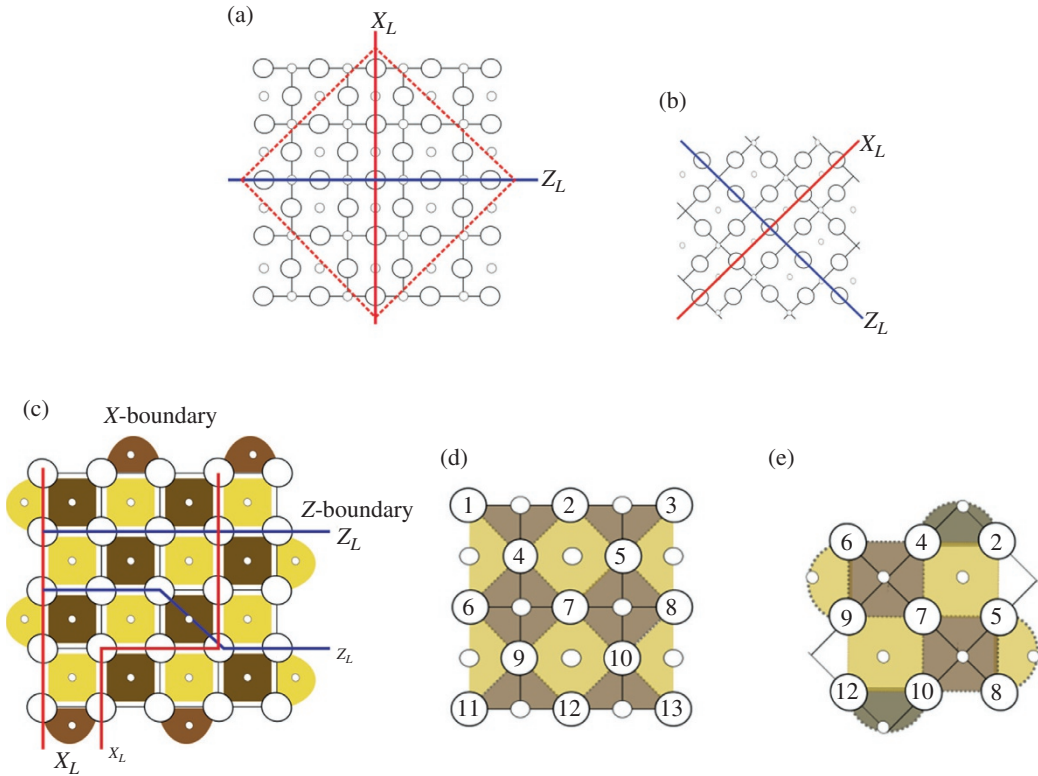 (a)
X_L
Z_L
(b)
X_L
Z_L
(c)
X-boundary
Z-boundary
Z_L
Z_L
X_L
X_L
(d)
1 2 3
4 5
6 7 8
9 10
11 12 13
(e)
6 4 2
9 7 5
12 10 8